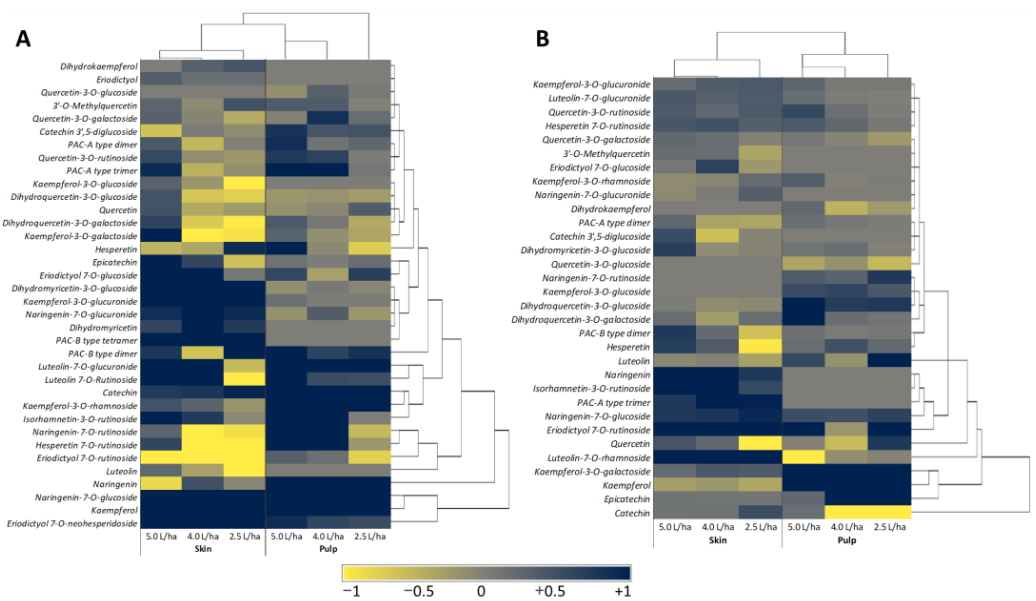 A
Dihydrokaempferol
Eriodictyol
Quercetin-3-O-glucoside
3'-O-Methylquercetin
Quercetin-3-O-galactoside
Catechin 3',5-diglucoside
PAC-A type dimer
Quercetin-3-O-rutinoside
PAC-A type trimer
Kaempferol-3-O-glucoside
Dihydroquercetin-3-O-glucoside
Quercetin
Dihydroquercetin-3-O-galactoside
Kaempferol-3-O-galactoside
Hesperetin
Epicatechin
Eriodictyol 7-O-glucoside
Dihydromyricetin-3-O-glucoside
Kaempferol-3-O-glucuronide
Naringenin-7-O-glucuronide
Dihydromyricetin
PAC-B type tetramer
PAC-B type dimer
Luteolin-7-O-glucuronide
Luteolin 7-O-Rutinoside
Catechin
Kaempferol-3-O-rhamnoside
Isorhamnetin-3-O-rutinoside
Naringenin-7-O-rutinoside
Hesperetin 7-O-rutinoside
Eriodictyol 7-O-rutinoside
Luteolin
Naringenin
Naringenin-7-O-glucoside
Kaempferol
Eriodictyol 7-O-neohesperidoside
5.0 L/ha 4.0 L/ha 2.5 L/ha 5.0 L/ha 4.0 L/ha 2.5 L/ha
Skin Pulp
B
Kaempferol-3-O-glucuronide
Luteolin-7-O-glucuronide
Quercetin-3-O-rutinoside
Hesperetin 7-O-rutinoside
Quercetin-3-O-galactoside
3'-O-Methylquercetin
Eriodictyol 7-O-glucoside
Kaempferol-3-O-rhamnoside
Naringenin-7-O-glucuronide
Dihydrokaempferol
PAC-A type dimer
Catechin 3',5-diglucoside
Dihydromyricetin-3-O-glucoside
Quercetin-3-O-glucoside
Naringenin-7-O-rutinoside
Kaempferol-3-O-glucoside
Dihydroquercetin-3-O-glucoside
Dihydroquercetin-3-O-galactoside
PAC-B type dimer
Hesperetin
Luteolin
Naringenin
Isorhamnetin-3-O-rutinoside
PAC-A type trimer
Naringenin-7-O-glucoside
Eriodictyol 7-O-rutinoside
Quercetin
Luteolin-7-O-rhamnoside
Kaempferol-3-O-galactoside
Kaempferol
Epicatechin
Catechin
5.0 L/ha 4.0 L/ha 2.5 L/ha 5.0 L/ha 4.0 L/ha 2.5 L/ha
Skin Pulp
−1 −0.5 0 +0.5 +1